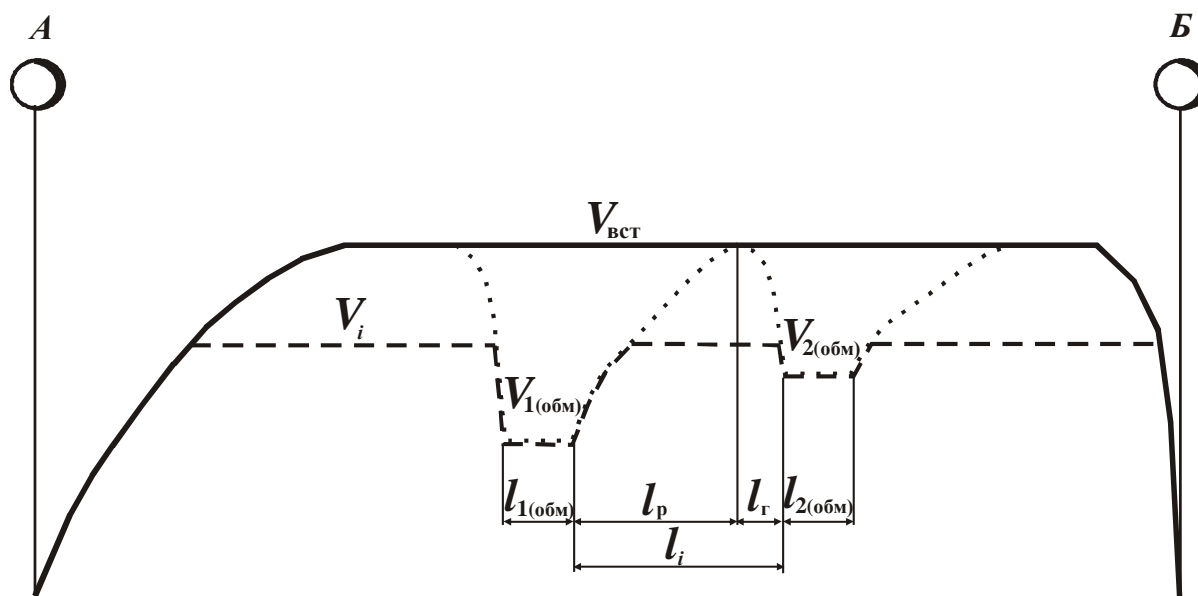 А
Б
Vвст
Vi
V2(обм)
V1(обм)
l1(обм)
lр
lг
l2(обм)
li